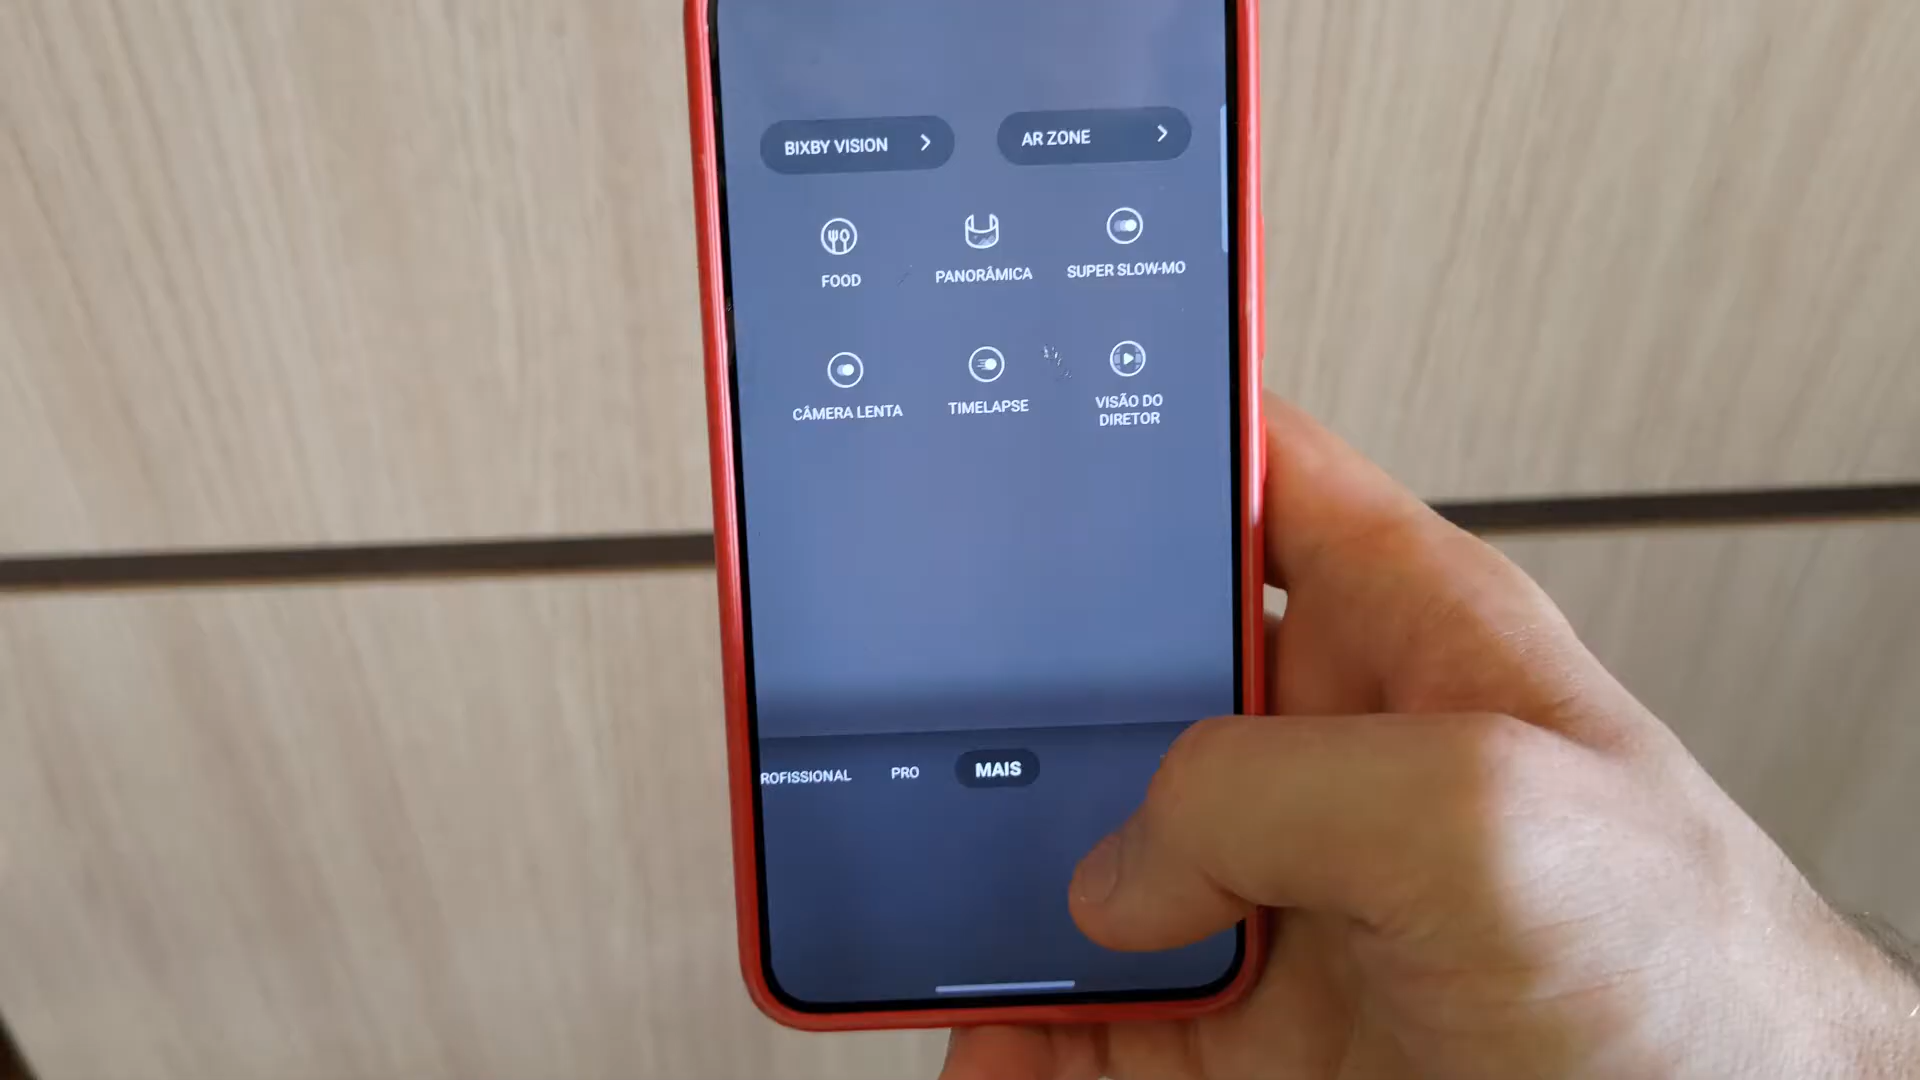 BIXBY VISION
AR ZONE
FOOD
PANORÂMICA
SUPER SLOW-MO
CÂMERA LENTA
TIMELAPSE
VISÃO DO
DIRETOR
ROFISSIONAL
PRO
MAIS